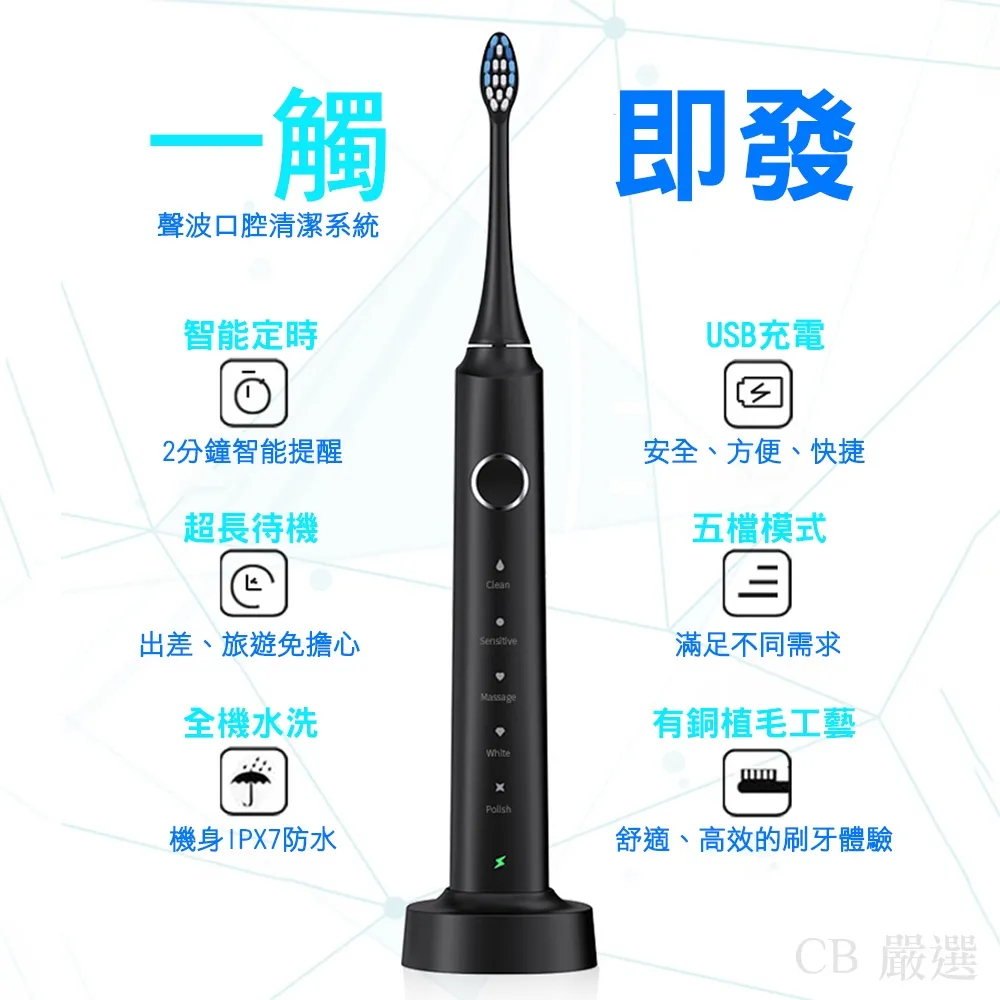 一觸 即發
聲波口腔清潔系統
智能定時
2分鐘智能提醒
超長待機
出差、旅遊免擔心
全機水洗
機身IPX7防水
USB充電
安全、方便、快捷
五檔模式
滿足不同需求
有銅植毛工藝
舒適、高效的刷牙體驗
Clean
Sensitive
Massage
White
Polish
CB 嚴選